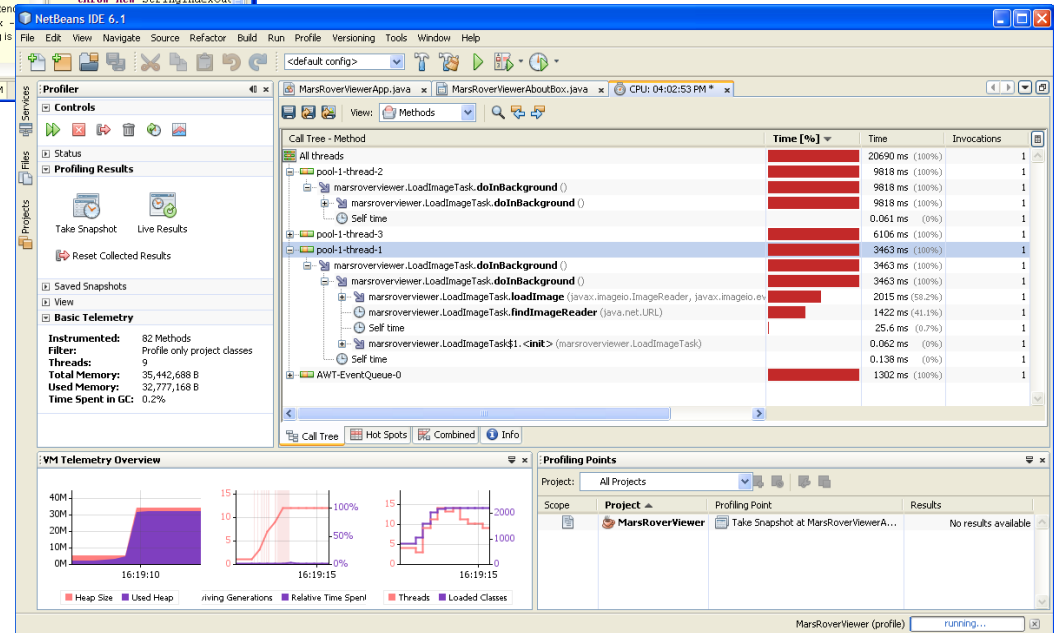 throw new StringIndexOut
NetBeans IDE 6.1
File Edit View Navigate Source Refactor Build Run Profile Versioning Tools Window Help
<default config>
Services
Files
Projects
Profiler
Controls
Status
Profiling Results
Take Snapshot Live Results
Reset Collected Results
Saved Snapshots
View
Basic Telemetry
Instrumented: 82 Methods
Filter: Profile only project classes
Threads: 9
Total Memory: 35,442,688 B
Used Memory: 32,777,168 B
Time Spent in GC: 0.2%
MarsRoverViewerApp.java x MarsRoverViewerAboutBox.java x CPU: 04:02:53 PM * x
View: Methods
Call Tree - Method Time [%] Time Invocations
All threads 20690 ms (100%) 1
pool-1-thread-2 9818 ms (100%) 1
marsroverviewer.LoadImageTask.doInBackground () 9818 ms (100%) 1
marsroverviewer.LoadImageTask.doInBackground () 9818 ms (100%) 1
Self time 0.061 ms (0%) 1
pool-1-thread-3 6106 ms (100%) 1
pool-1-thread-1 3463 ms (100%) 1
marsroverviewer.LoadImageTask.doInBackground () 3463 ms (100%) 1
marsroverviewer.LoadImageTask.doInBackground () 3463 ms (100%) 1
marsroverviewer.LoadImageTask.loadImage (javax.imageio.ImageReader, javax.imageio.ev 2015 ms (58.2%) 1
marsroverviewer.LoadImageTask.findImageReader (java.net.URL) 1422 ms (41.1%) 1
Self time 25.6 ms (0.7%) 1
marsroverviewer.LoadImageTask$1.<init> (marsroverviewer.LoadImageTask) 0.062 ms (0%) 1
Self time 0.138 ms (0%) 1
AWT-EventQueue-0 1302 ms (100%) 1
Call Tree Hot Spots Combined Info
VM Telemetry Overview
40M
30M
20M
10M
0M
16:19:10
Heap Size Used Heap
15
10
5
0
100%
50%
0%
16:19:15
iving Generations Relative Time Spent
15
10
5
2000
1000
0
16:19:15
Threads Loaded Classes
Profiling Points
Project: All Projects
Scope Project Profiling Point Results
MarsRoverViewer Take Snapshot at MarsRoverViewerA... No results available
MarsRoverViewer (profile) running...